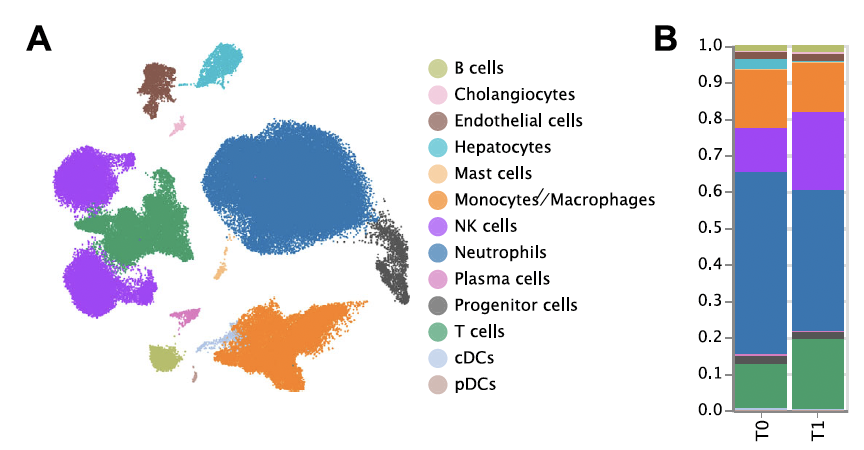 A
B cells
Cholangiocytes
Endothelial cells
Hepatocytes
Mast cells
Monocytes/Macrophages
NK cells
Neutrophils
Plasma cells
Progenitor cells
T cells
cDCs
pDCs
B
1.0
0.9
0.8
0.7
0.6
0.5
0.4
0.3
0.2
0.1
0.0
T0
T1